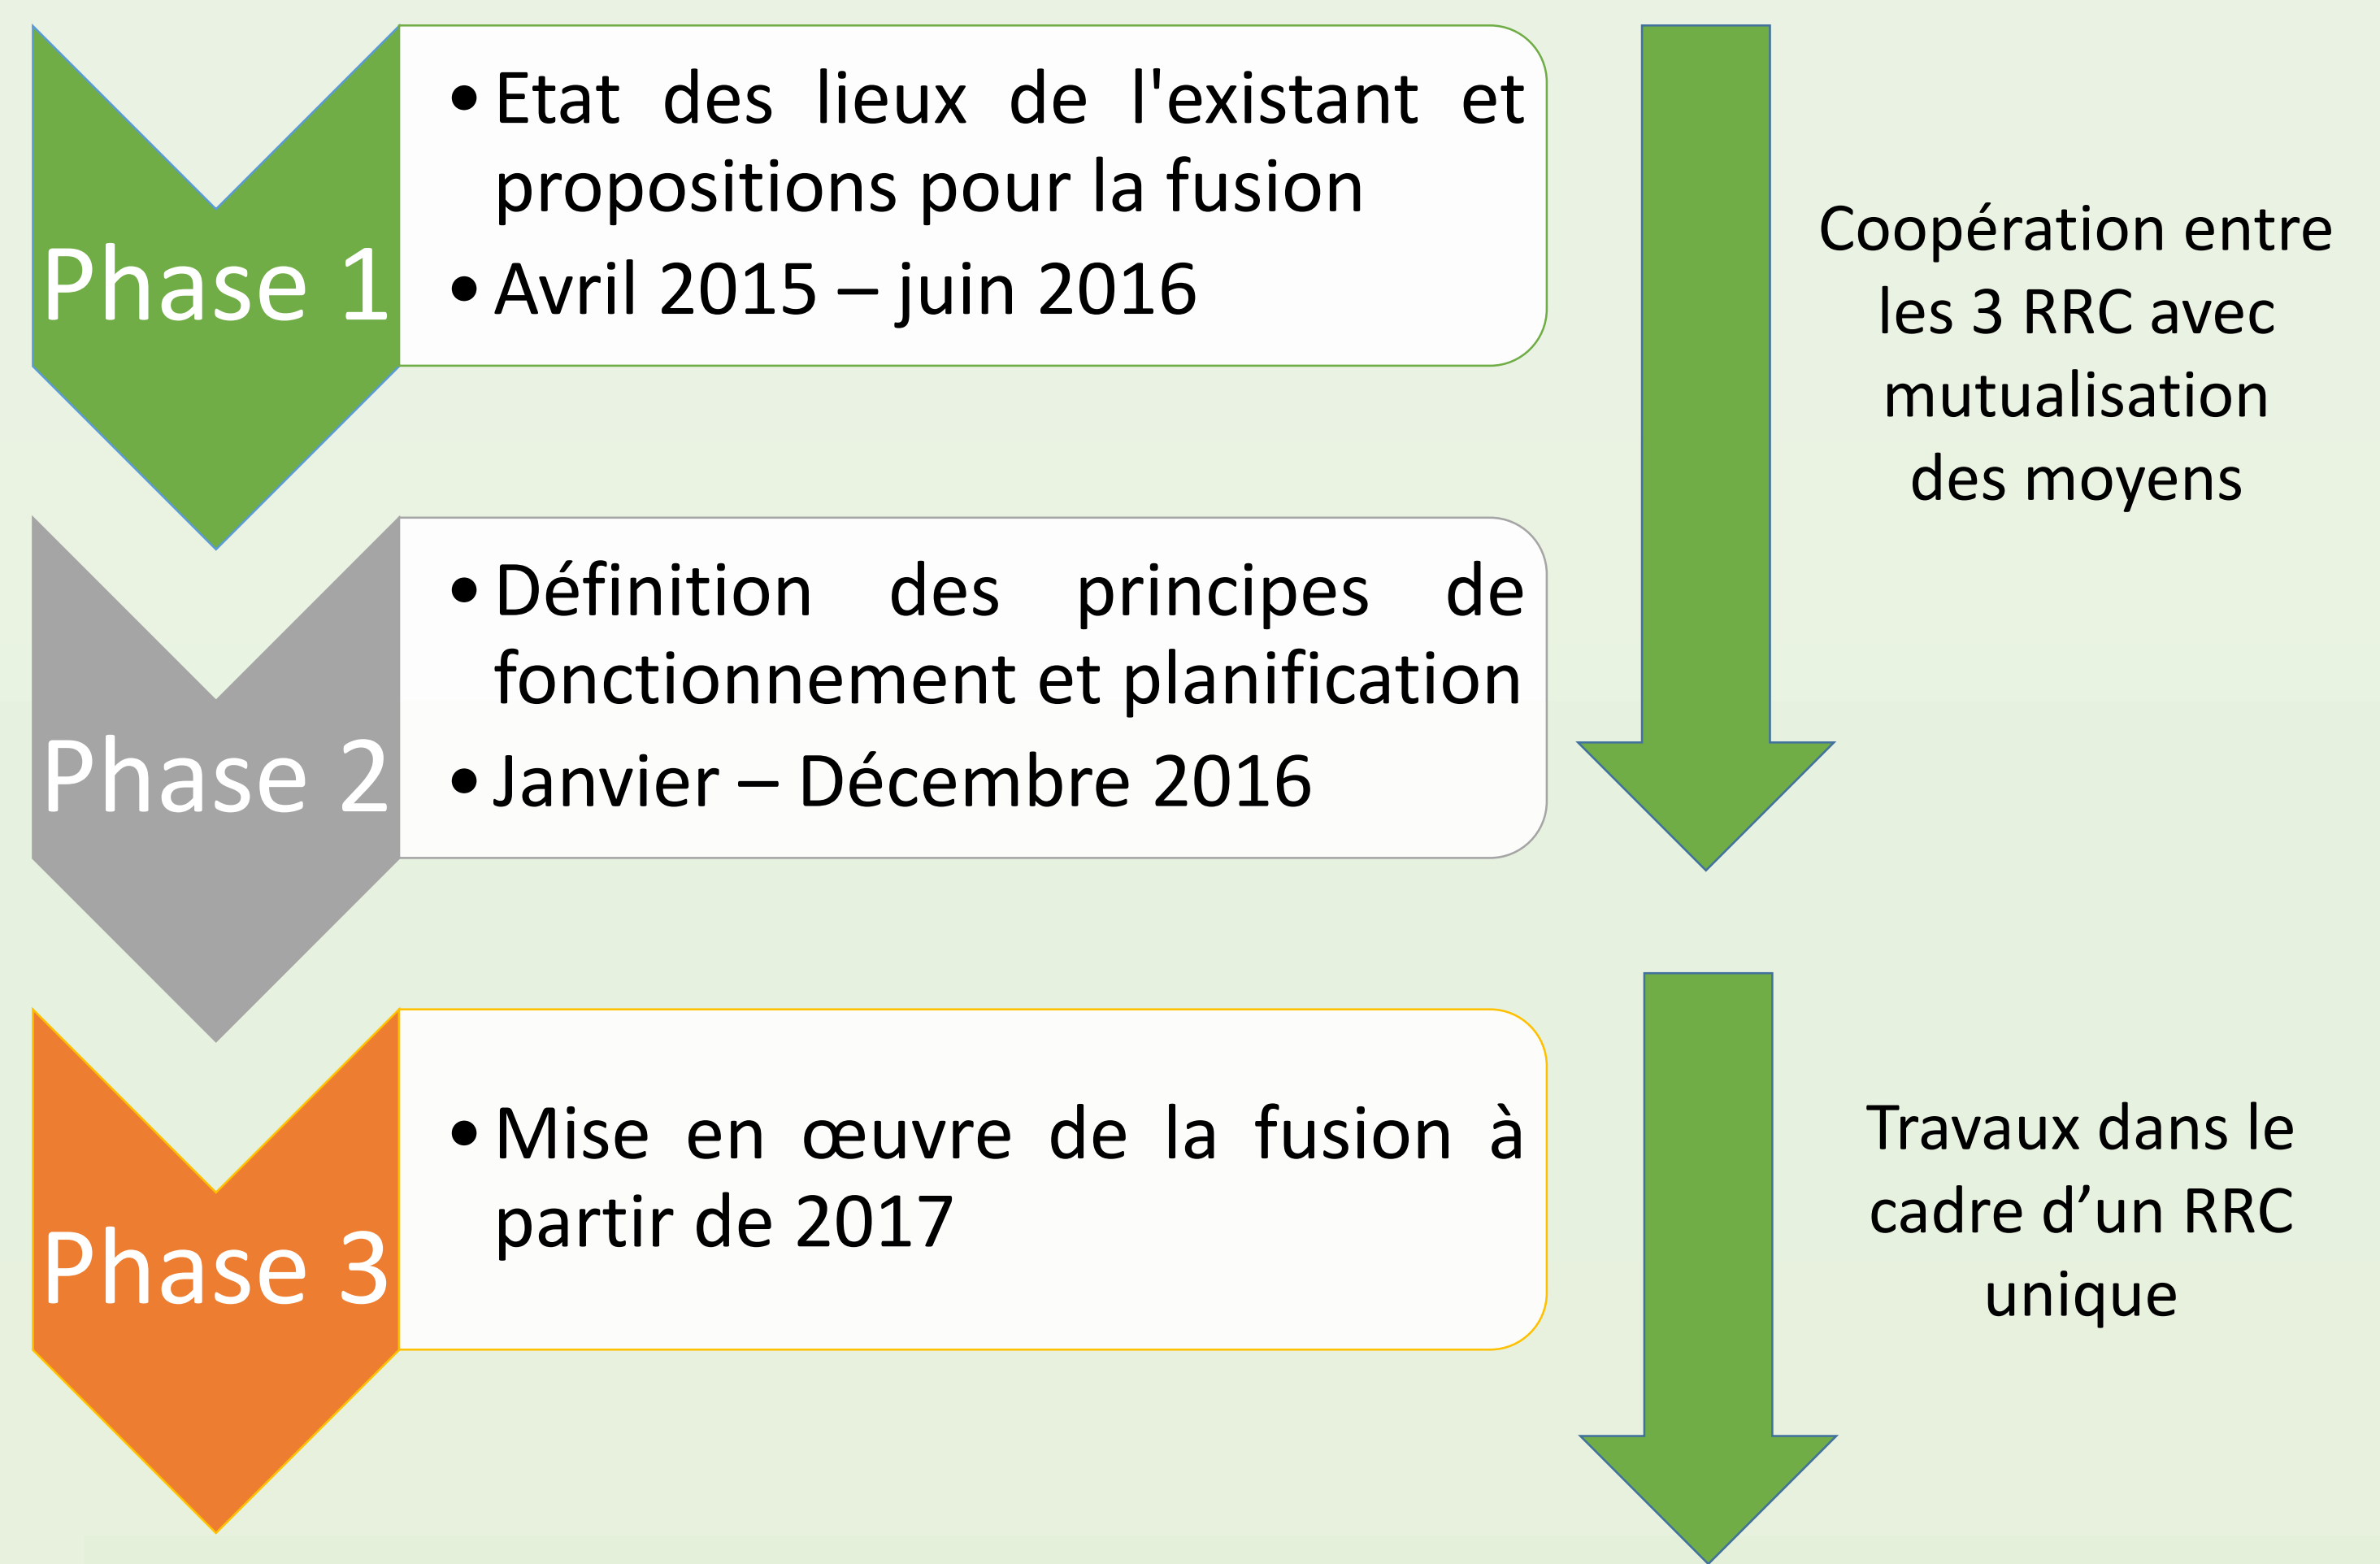 Phase 1
• Etat des lieux de l'existant et
propositions pour la fusion
• Avril 2015 – juin 2016
Coopération entre
les 3 RRC avec
mutualisation
des moyens
Phase 2
• Définition des principes de
fonctionnement et planification
• Janvier – Décembre 2016
Phase 3
• Mise en œuvre de la fusion à
partir de 2017
Travaux dans le
cadre d’un RRC
unique